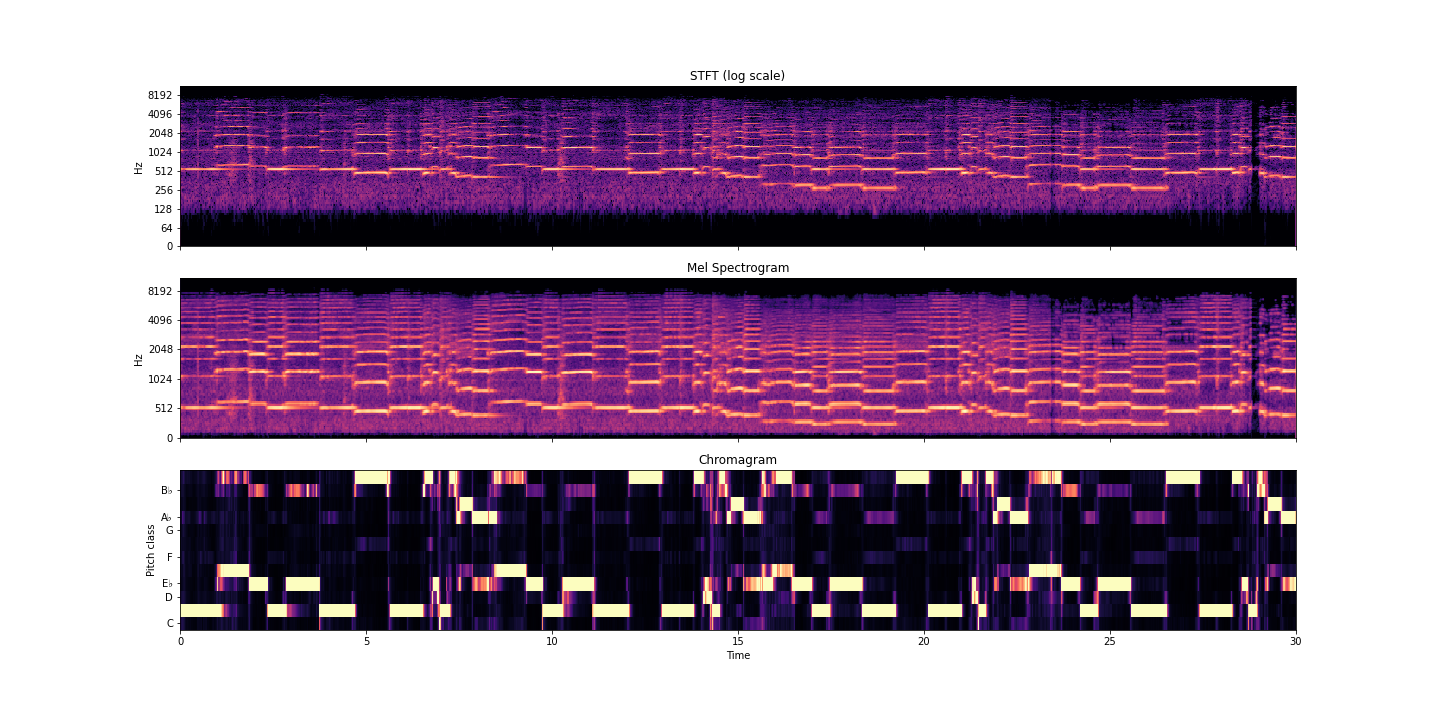 STFT (log scale)
8192
4096
2048
1024
512
256
128
64
0
Hz
Mel Spectrogram
8192
4096
2048
1024
512
0
Hz
Chromagram
B♭
A♭
G
F
E♭
D
C
Pitch class
0 5 10 15 20 25 30
Time